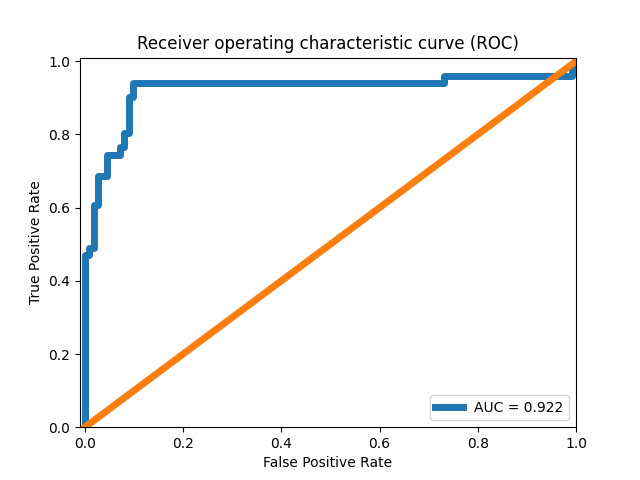 Receiver operating characteristic curve (ROC)
True Positive Rate
1.0
0.8
0.6
0.4
0.2
0.0
0.0 0.2 0.4 0.6 0.8 1.0
False Positive Rate
AUC = 0.922